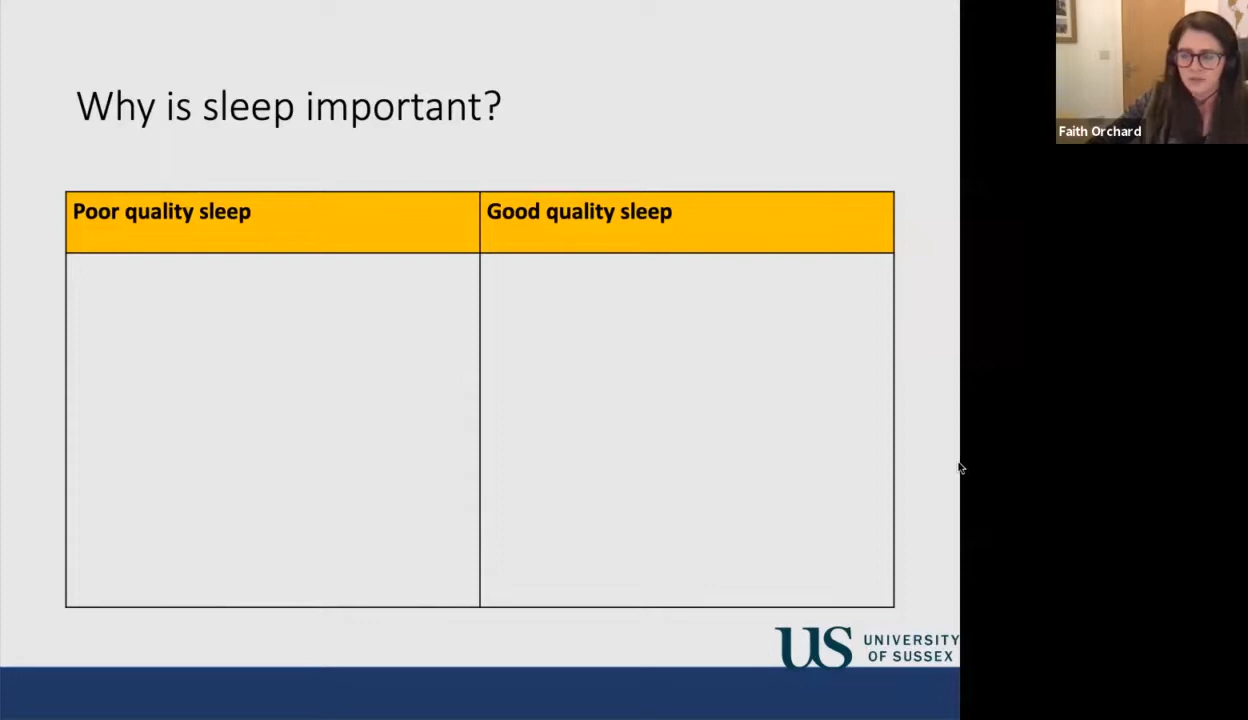 Why is sleep important?
Poor quality sleep
Good quality sleep
US UNIVERSITY
OF SUSSEX
Faith Orchard